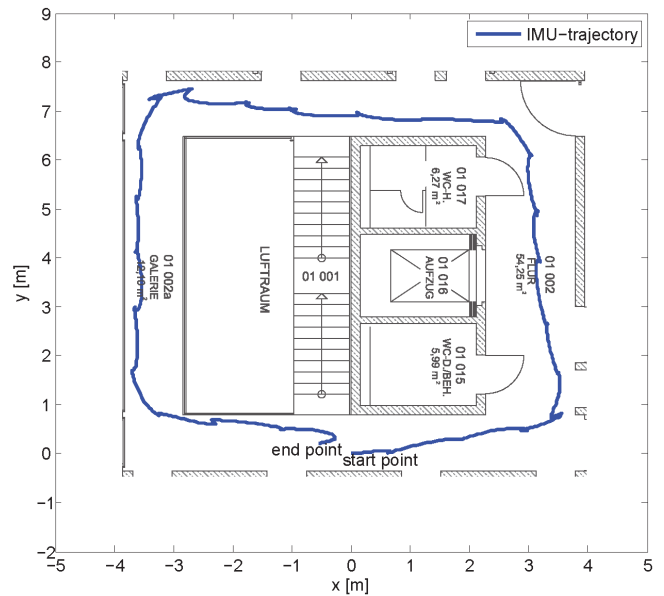 IMU−trajectory
9
8
7
6
5
4
3
2
1
0
−1
−2
y [m]
−5
−4
−3
−2
−1
0
1
2
3
4
5
x [m]
01 017
WC-H.
6,27 m²
01 002a
GALERIE
LUFTRAUM
01 001
01 016
AUFZUG
01 002
FLUR
54,25 m²
01 015
WC-D./BEH.
5,99 m²
end point
start point